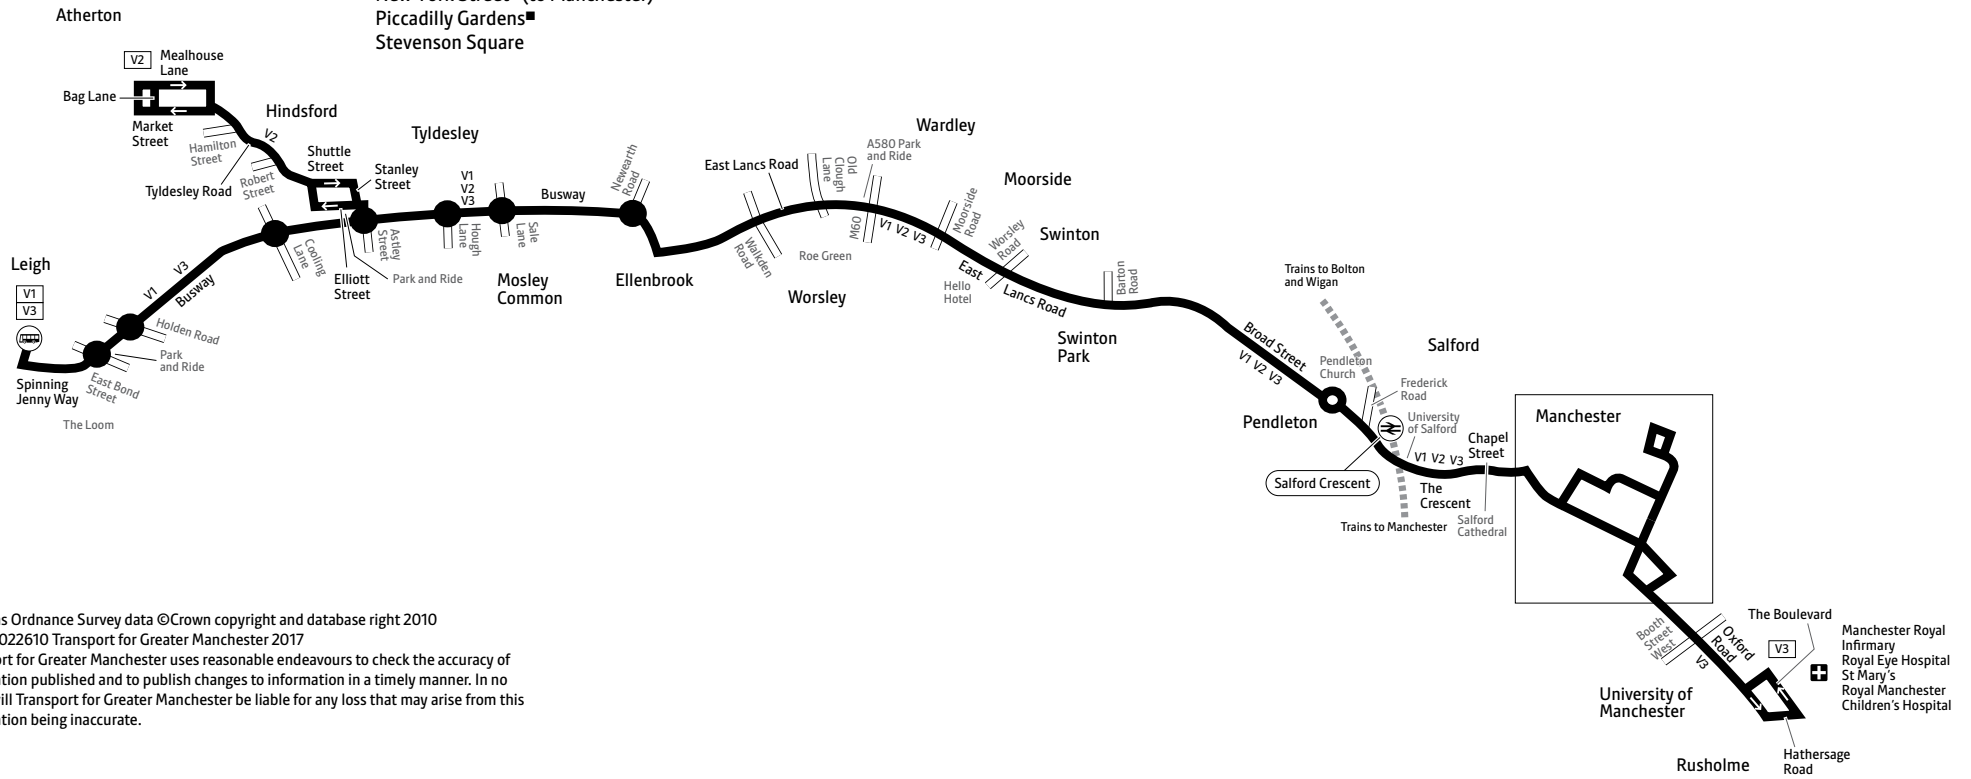 Atherton
Piccadilly Gardens■
Stevenson Square
V2
Mealhouse
Lane
Bag Lane
Market
Street
Hindsford
V2
Hamilton
Street
Tyldesley Road
Robert
Street
Shuttle
Street
Stanley
Street
Tyldesley
V1
V2
V3
Busway
Newearth
Road
East Lancs Road
Old
Clough
Lane
Wardley
A580 Park
and Ride
M60
V1 V2 V3
Moorside
Road
Moorside
Worsley
Road
Swinton
Leigh
V1
V3
V1
V3
Busway
Cooling
Lane
Elliott
Street
Astley
Street
Park and Ride
Hough
Lane
Sale
Lane
Mosley
Common
Ellenbrook
Walkden
Road
Roe Green
Worsley
Hello
Hotel
East
Lancs Road
Barton
Road
Swinton
Park
Holden Road
Park
and Ride
East Bond
Street
Spinning
Jenny Way
The Loom
Trains to Bolton
and Wigan
Broad Street
V1 V2 V3
Pendleton
Church
Salford
Frederick
Road
Pendleton
University
of Salford
Salford Crescent
V1 V2 V3
Chapel
Street
The
Crescent
Trains to Manchester
Salford
Cathedral
Manchester
s Ordnance Survey data ©Crown copyright and database right 2010
022610 Transport for Greater Manchester 2017
rt for Greater Manchester uses reasonable endeavours to check the accuracy of
tion published and to publish changes to information in a timely manner. In no
ill Transport for Greater Manchester be liable for any loss that may arise from this
tion being inaccurate.
Booth
Street
West
Oxford
Road
V3
The Boulevard
V3
Manchester Royal
Infirmary
Royal Eye Hospital
St Mary's
Royal Manchester
Children's Hospital
University of
Manchester
Hathersage
Road
Rusholme